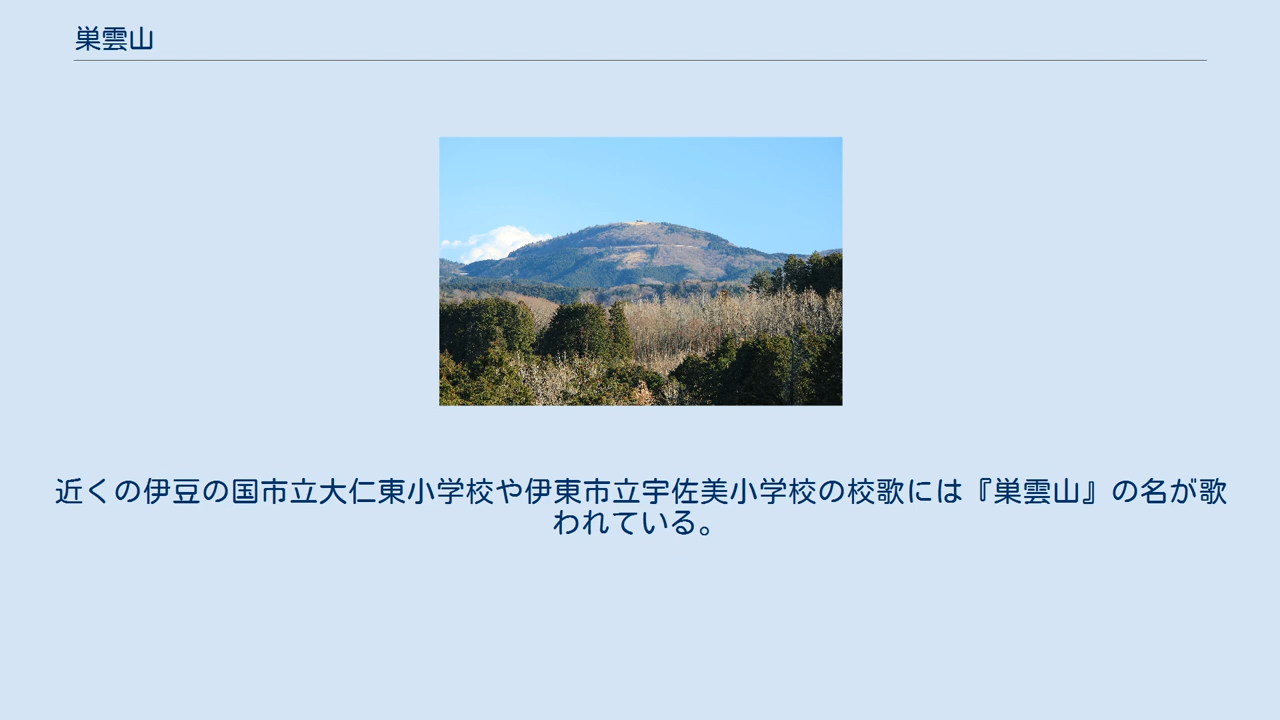 巣雲山
近くの伊豆の国市立大仁東小学校や伊東市立宇佐美小学校の校歌には『巣雲山』の名が歌
われている。